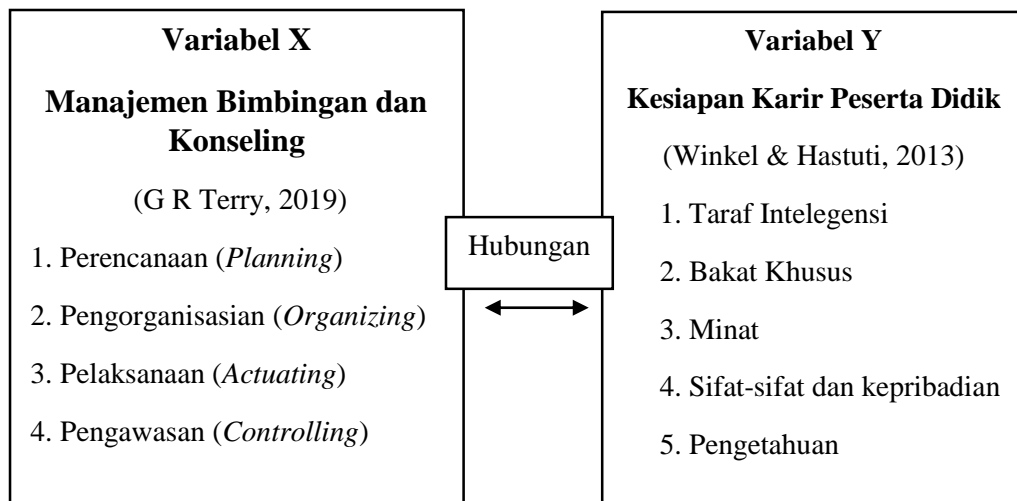 Variabel X
Manajemen Bimbingan dan
Konseling
(G R Terry, 2019)
1. Perencanaan (Planning)
2. Pengorganisasian (Organizing)
3. Pelaksanaan (Actuating)
4. Pengawasan (Controlling)
Hubungan
Variabel Y
Kesiapan Karir Peserta Didik
(Winkel & Hastuti, 2013)
1. Taraf Intelegensi
2. Bakat Khusus
3. Minat
4. Sifat-sifat dan kepribadian
5. Pengetahuan